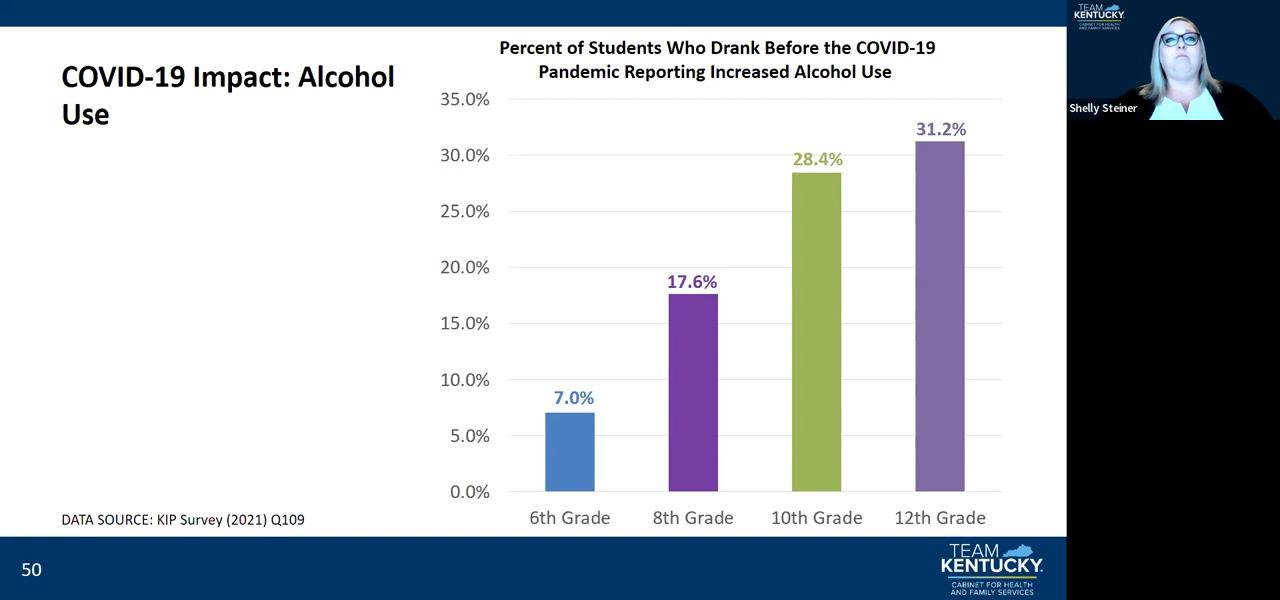 COVID-19 Impact: Alcohol
Use
Percent of Students Who Drank Before the COVID-19
Pandemic Reporting Increased Alcohol Use
35.0%
30.0%
25.0%
20.0%
15.0%
10.0%
5.0%
0.0%
7.0%
17.6%
28.4%
31.2%
6th Grade
8th Grade
10th Grade
12th Grade
DATA SOURCE: KIP Survey (2021) Q109
50
TEAM
KENTUCKY.
CABINET FOR HEALTH
AND FAMILY SERVICES
TEAM
KENTUCKY.
CABINET FOR HEALTH
AND FAMILY SERVICES
Shelly Steiner